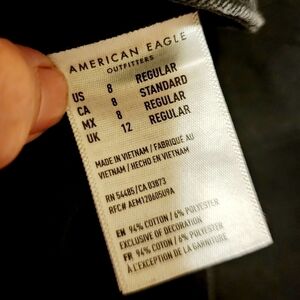 AMERICAN EAGLE
OUTFITTERS
US 8 REGULAR
CA 8 STANDARD
MX 8 REGULAR
UK 12 REGULAR
MADE IN VIETNAM / FABRIQUÉ AU
VIETNAM / HECHO EN VIETNAM
RN 54485/CA 03873
RFC# AEM120605U9A
EN 94% COTTON / 6% POLYESTER
EXCLUSIVE OF DECORATION
FR 94% COTTON / 6% POLYESTER
À L'EXCEPTION DE LA GARNITURE